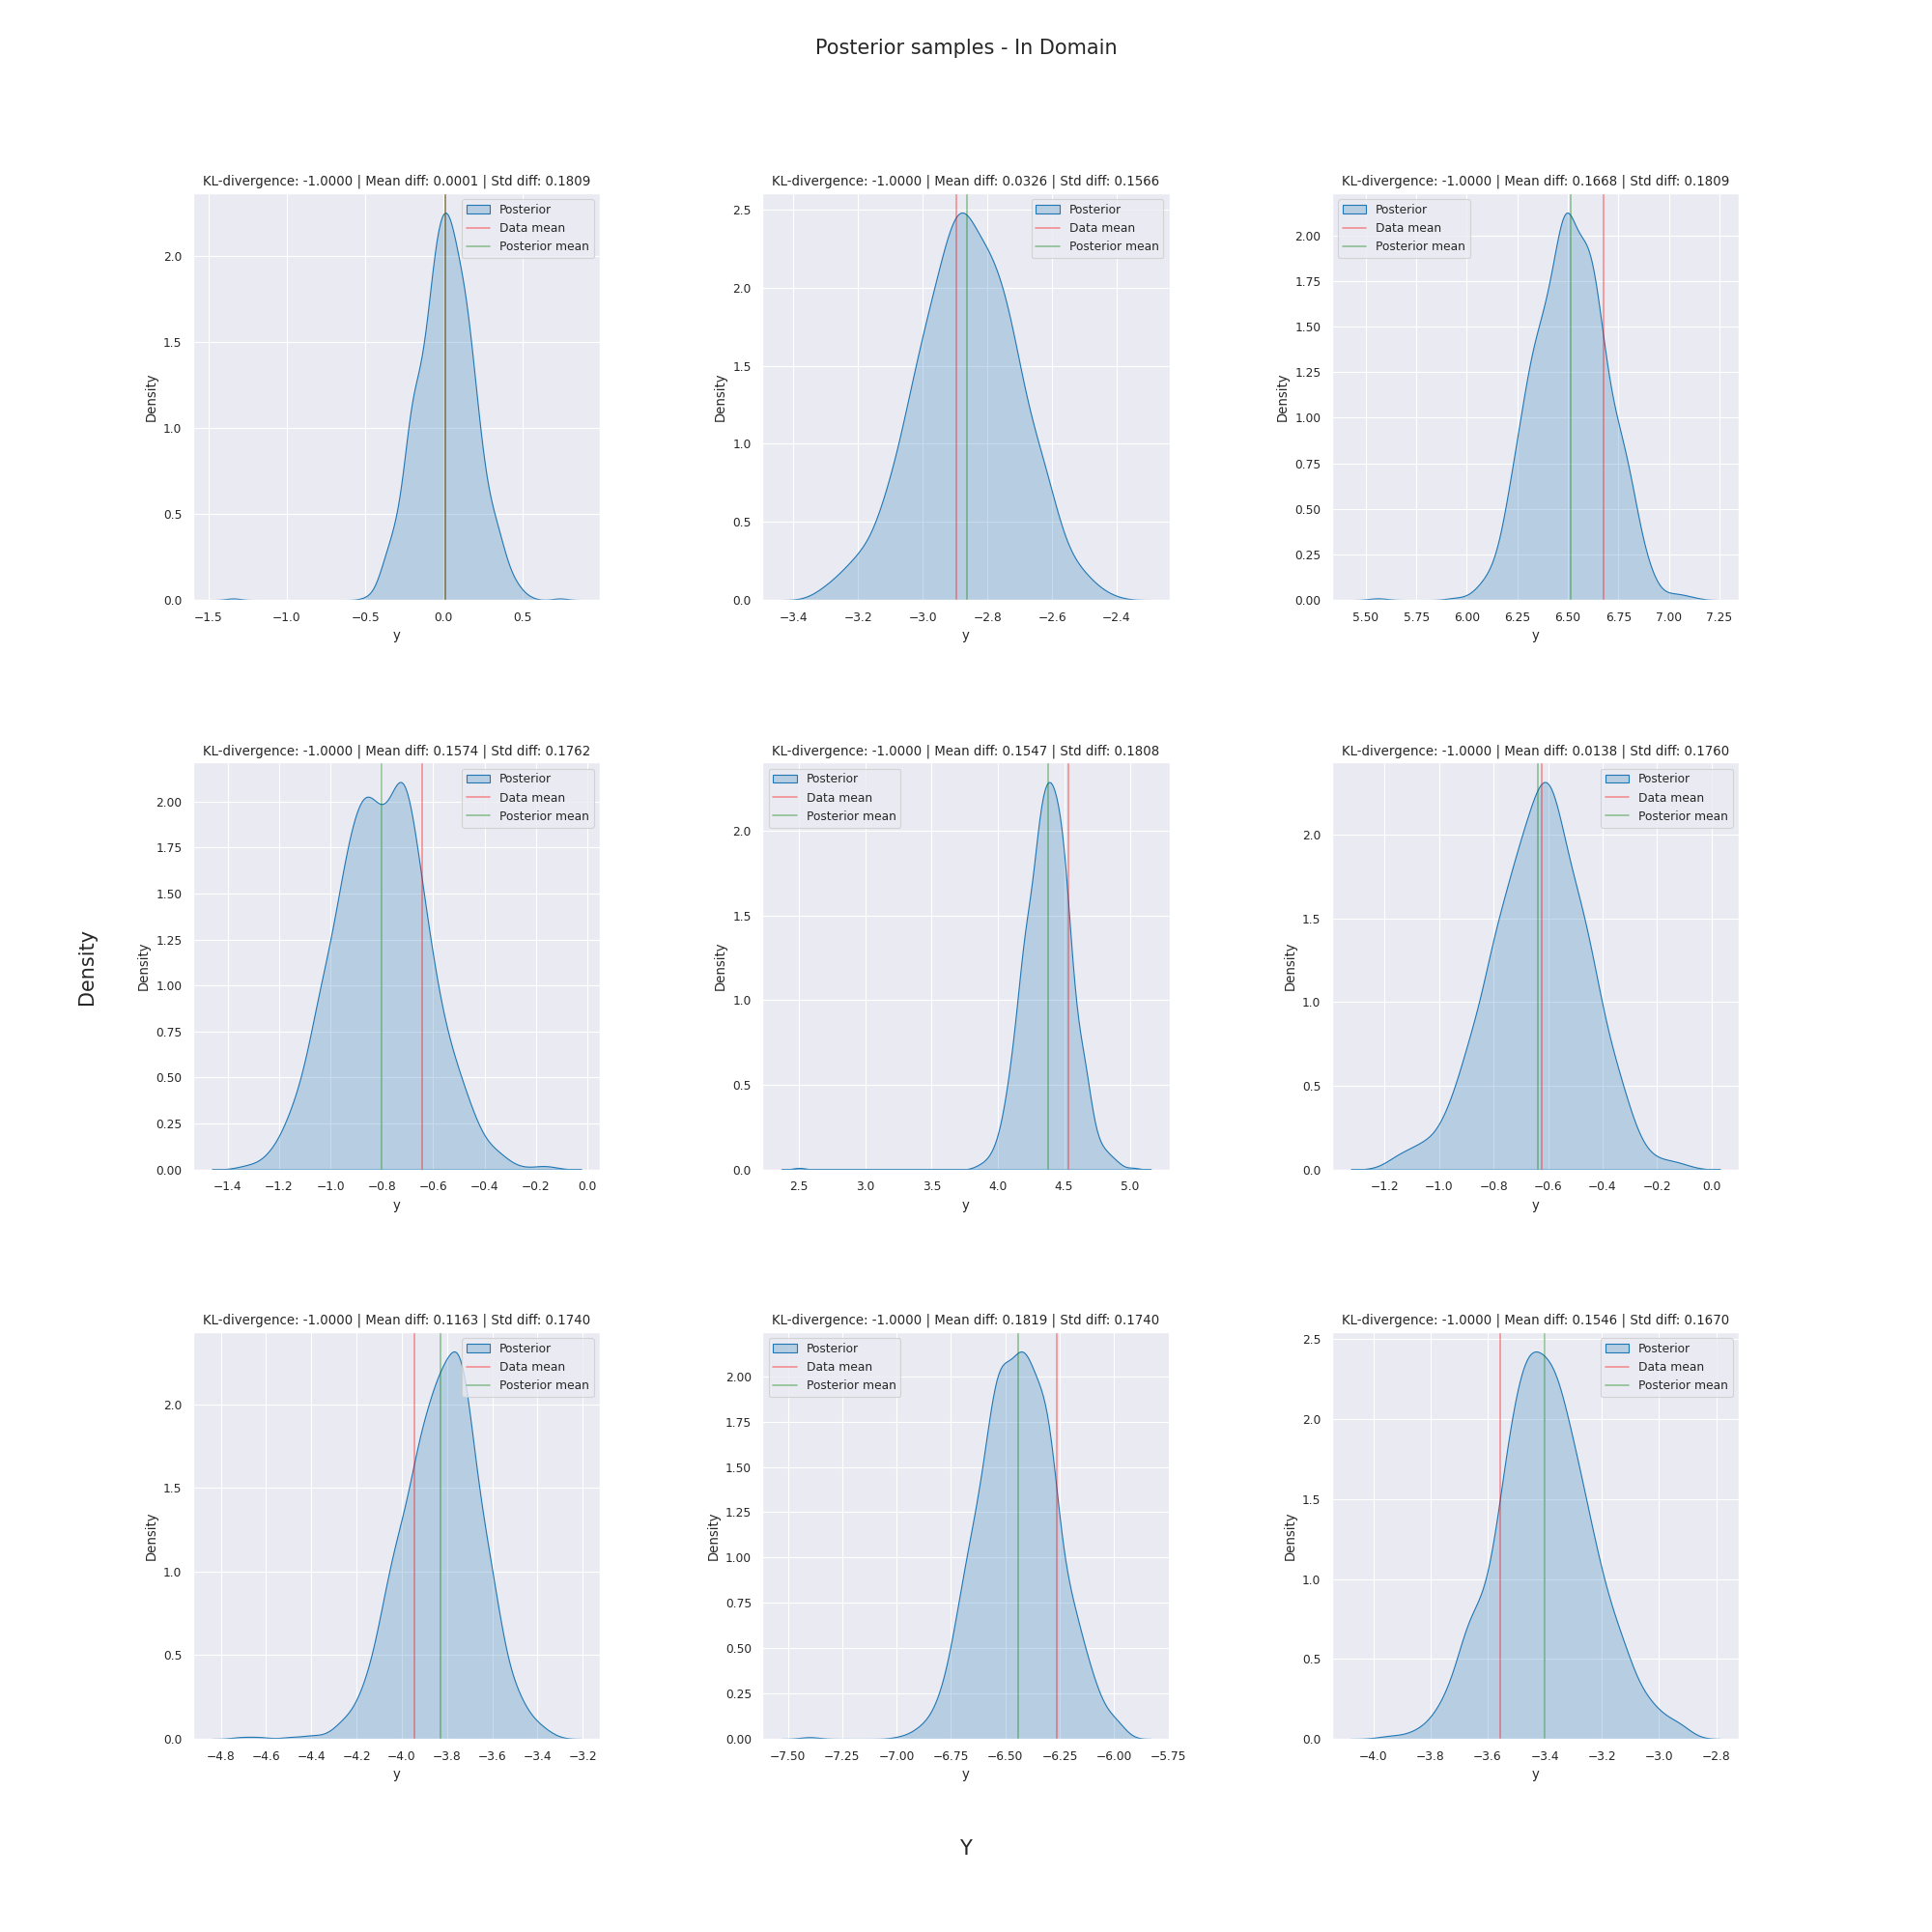 Posterior samples - In Domain
KL-divergence: -1.0000 | Mean diff: 0.0001 | Std diff: 0.1809
Posterior
Data mean
Posterior mean
2.0
1.5
1.0
0.5
0.0
Density
−1.5 −1.0 −0.5 0.0 0.5
y
KL-divergence: -1.0000 | Mean diff: 0.0326 | Std diff: 0.1566
Posterior
Data mean
Posterior mean
2.5
2.0
1.5
1.0
0.5
0.0
Density
−3.4 −3.2 −3.0 −2.8 −2.6 −2.4
y
KL-divergence: -1.0000 | Mean diff: 0.1668 | Std diff: 0.1809
Posterior
Data mean
Posterior mean
2.00
1.75
1.50
1.25
1.00
0.75
0.50
0.25
0.00
Density
5.50 5.75 6.00 6.25 6.50 6.75 7.00 7.25
y
Density
KL-divergence: -1.0000 | Mean diff: 0.1574 | Std diff: 0.1762
Posterior
Data mean
Posterior mean
2.00
1.75
1.50
1.25
1.00
0.75
0.50
0.25
0.00
Density
−1.4 −1.2 −1.0 −0.8 −0.6 −0.4 −0.2 0.0
y
KL-divergence: -1.0000 | Mean diff: 0.1547 | Std diff: 0.1808
Posterior
Data mean
Posterior mean
2.0
1.5
1.0
0.5
0.0
Density
2.5 3.0 3.5 4.0 4.5 5.0
y
KL-divergence: -1.0000 | Mean diff: 0.0138 | Std diff: 0.1760
Posterior
Data mean
Posterior mean
2.0
1.5
1.0
0.5
0.0
Density
−1.2 −1.0 −0.8 −0.6 −0.4 −0.2 0.0
y
KL-divergence: -1.0000 | Mean diff: 0.1163 | Std diff: 0.1740
Posterior
Data mean
Posterior mean
2.0
1.5
1.0
0.5
0.0
Density
−4.8 −4.6 −4.4 −4.2 −4.0 −3.8 −3.6 −3.4 −3.2
y
KL-divergence: -1.0000 | Mean diff: 0.1819 | Std diff: 0.1740
Posterior
Data mean
Posterior mean
2.00
1.75
1.50
1.25
1.00
0.75
0.50
0.25
0.00
Density
−7.50 −7.25 −7.00 −6.75 −6.50 −6.25 −6.00 −5.75
y
KL-divergence: -1.0000 | Mean diff: 0.1546 | Std diff: 0.1670
Posterior
Data mean
Posterior mean
2.5
2.0
1.5
1.0
0.5
0.0
Density
−4.0 −3.8 −3.6 −3.4 −3.2 −3.0 −2.8
y
Y